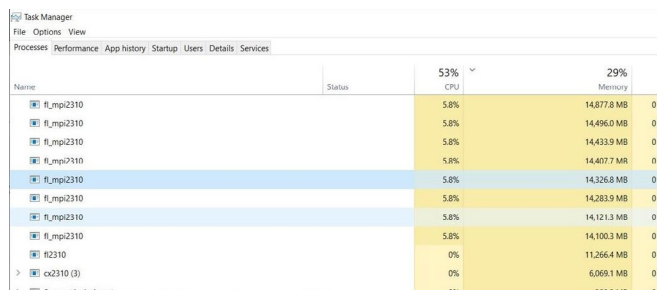 Task Manager
File Options View
Processes Performance App history Startup Users Details Services
53% 29%
Name Status CPU Memory
fl_mpi2310 5.8% 14,877.8 MB 0
fl_mpi2310 5.8% 14,496.0 MB 0
fl_mpi2310 5.8% 14,433.9 MB 0
fl_mpi2310 5.8% 14,407.7 MB 0
fl_mpi2310 5.8% 14,326.8 MB 0
fl_mpi2310 5.8% 14,283.9 MB 0
fl_mpi2310 5.8% 14,121.3 MB 0
fl_mpi2310 5.8% 14,100.3 MB 0
fl2310 0% 11,266.4 MB 0
cx2310 (3) 0% 6,069.1 MB 0